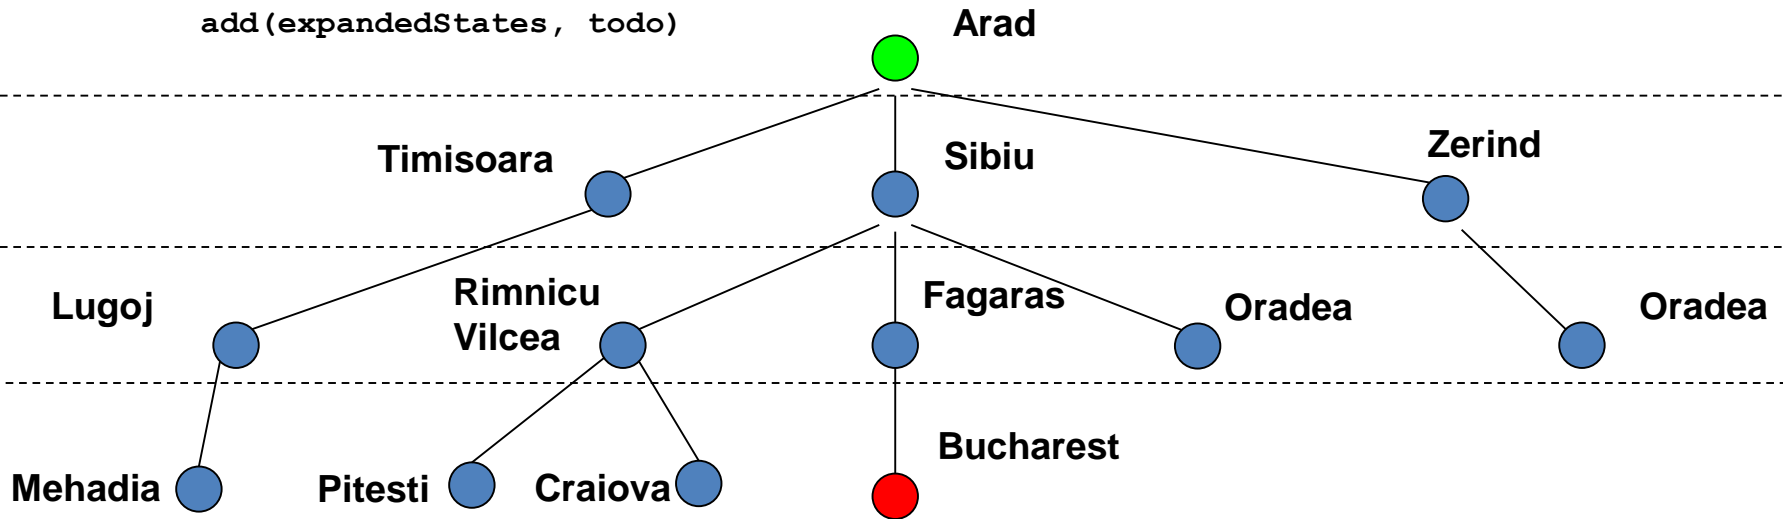 add(expandedStates, todo)
Arad
Timisoara
Sibiu
Zerind
Lugoj
Rimnicu
Vilcea
Fagaras
Oradea
Oradea
Mehadia
Pitesti
Craiova
Bucharest